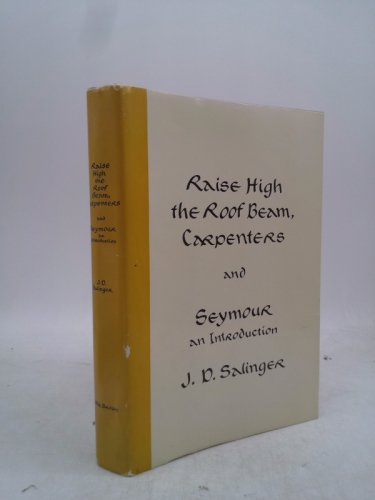 Raise High
the Roof Beam,
Carpenters
and
Seymour
an Introduction
J. D. Salinger
Raise
High
the
Roof
Beam,
Carpenters
and
Seymour
an
Introduction
J. D.
Salinger